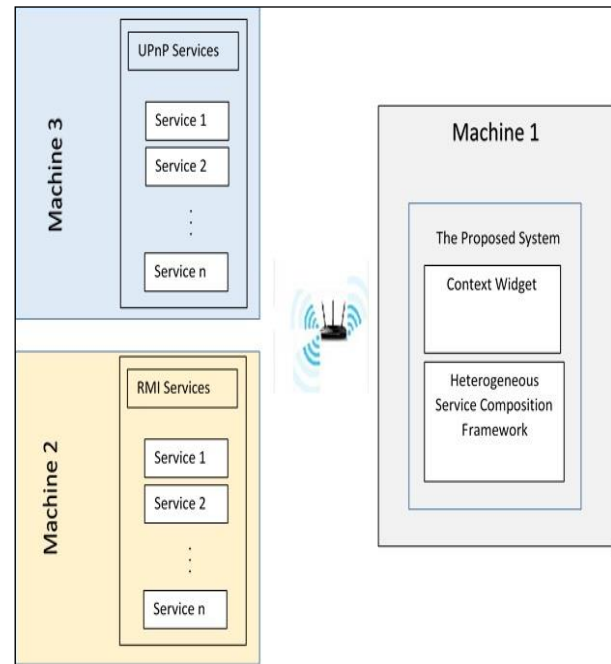 Machine 3
UPnP Services
Service 1
Service 2
. . .
Service n
Machine 2
RMI Services
Service 1
Service 2
. . .
Service n
Machine 1
The Proposed System
Context Widget
Heterogeneous
Service Composition
Framework